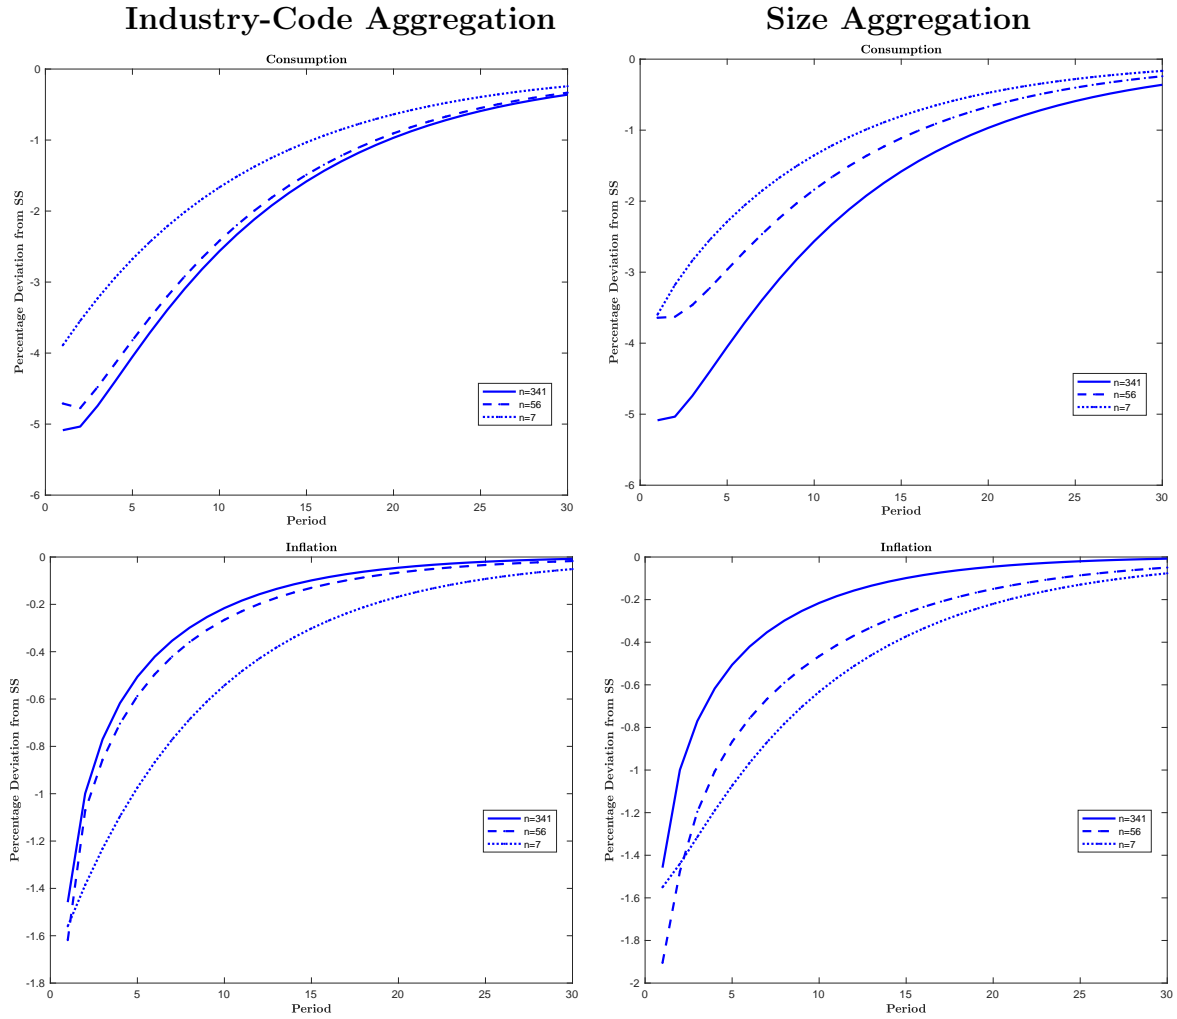 Industry-Code Aggregation
Size Aggregation
Consumption
0
-1
-2
-3
-4
-5
-6
Percentage Deviation from SS
n=341
n=56
n=7
0
5
10
15
20
25
30
Period
Consumption
0
-1
-2
-3
-4
-5
-6
Percentage Deviation from SS
n=341
n=56
n=7
0
5
10
15
20
25
30
Period
Inflation
0
-0.2
-0.4
-0.6
-0.8
-1
-1.2
-1.4
-1.6
-1.8
Percentage Deviation from SS
n=341
n=56
n=7
0
5
10
15
20
25
30
Period
Inflation
0
-0.2
-0.4
-0.6
-0.8
-1
-1.2
-1.4
-1.6
-1.8
-2
Percentage Deviation from SS
n=341
n=56
n=7
0
5
10
15
20
25
30
Period